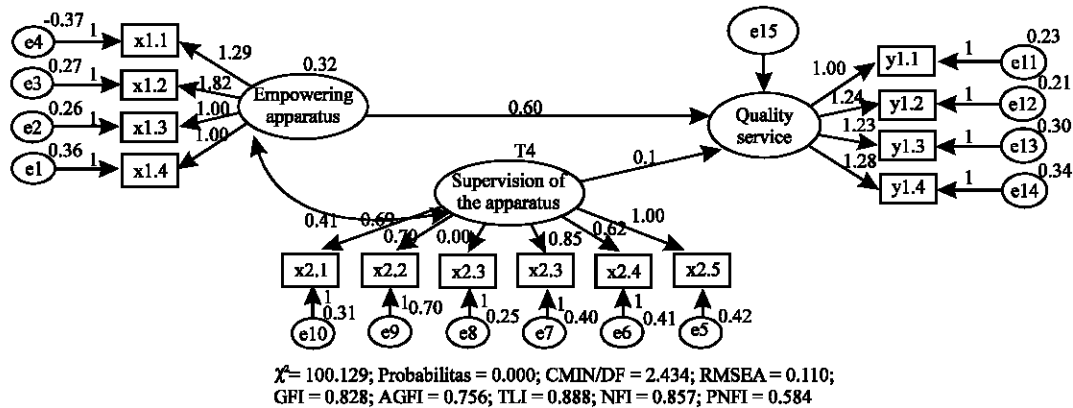 -0.37
e4
1
x1.1
0.27
e3
1
x1.2
0.26
e2
1
x1.3
0.36
e1
1
x1.4
1.29
1.82
1.00
1.00
0.32
Empowering
apparatus
0.60
e15
Quality
service
1.00
1.24
1.23
1.28
y1.1
1
0.23
e11
y1.2
1
0.21
e12
y1.3
1
0.30
e13
y1.4
1
0.34
e14
0.1
T4
Supervision of
the apparatus
0.41
0.69
0.70
0.00
0.85
0.62
1.00
x2,1
x2,2
x2.3
x2.3
x2.4
x2.5
1
0.31
1
0.70
1
0.25
1
0.40
1
0.41
0.42
e10
e9
e8
e7
e6
e5
χ²= 100.129; Probabilitas = 0.000; CMIN/DF = 2.434; RMSEA = 0.110;
GFI = 0.828; AGFI = 0.756; TLI = 0.888; NFI = 0.857; PNFI = 0.584